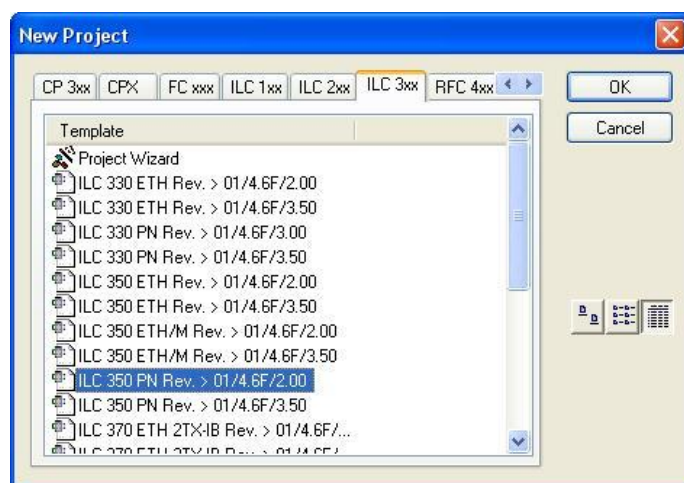 New Project
CP 3xx CPX FC xxx ILC 1xx ILC 2xx ILC 3xx RFC 4xx
OK
Cancel
Template
Project Wizard
ILC 330 ETH Rev. > 01/4.6F/2.00
ILC 330 ETH Rev. > 01/4.6F/3.50
ILC 330 PN Rev. > 01/4.6F/3.00
ILC 330 PN Rev. > 01/4.6F/3.50
ILC 350 ETH Rev. > 01/4.6F/2.00
ILC 350 ETH Rev. > 01/4.6F/3.50
ILC 350 ETH/M Rev. > 01/4.6F/2.00
ILC 350 ETH/M Rev. > 01/4.6F/3.50
ILC 350 PN Rev. > 01/4.6F/2.00
ILC 350 PN Rev. > 01/4.6F/3.50
ILC 370 ETH 2TX-IB Rev. > 01/4.6F/...